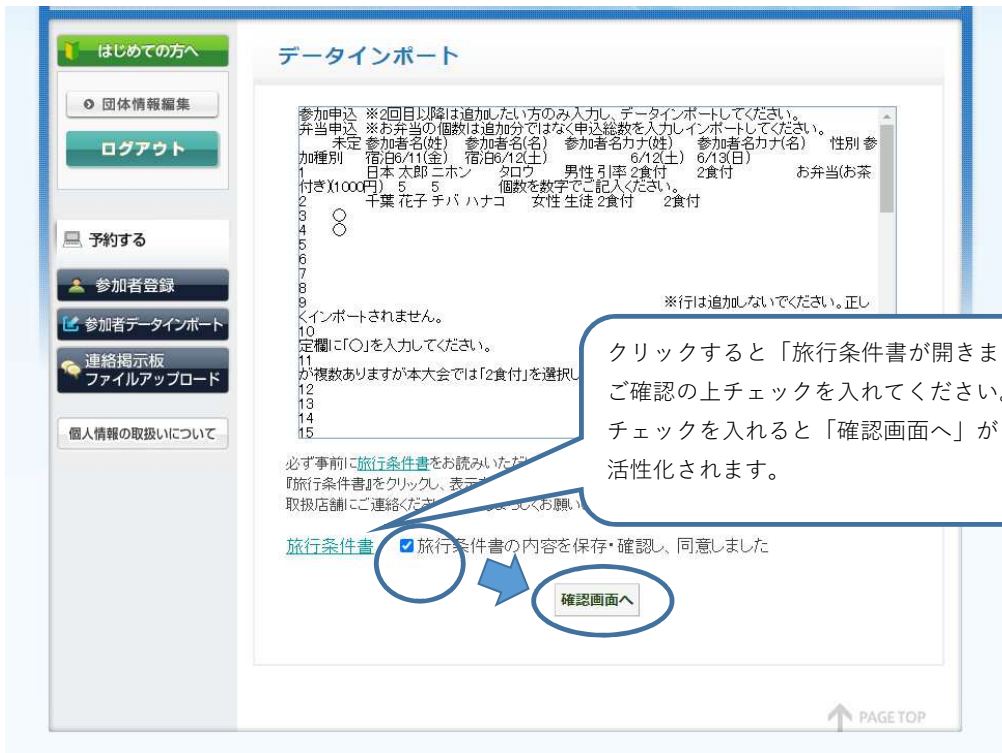 はじめての方へ
団体情報編集
ログアウト
予約する
参加者登録
参加者データインポート
連絡掲示板
ファイルアップロード
個人情報の取扱いについて
データインポート
参加申込 ※2回目以降は追加したい方のみ入力し、データインポートしてください。
弁当申込 ※お弁当の個数は追加分ではなく申込総数を入力しインポートしてください。
未定 参加者名(姓) 参加者名(名) 参加者名カナ(姓) 参加者名カナ(名) 性別 参
加種別 宿泊6/11(金) 宿泊6/12(土) 6/12(土) 6/13(日)
1 日本 太郎 ニホン タロウ 男性 引率 2食付 2食付 お弁当(お茶
付き)(1000円) 5 5 個数を数字でご記入ください。
2 千葉 花子 チバ ハナコ 女性 生徒 2食付 2食付
3 ○
4 ○
5
6
7
8
9 ※行は追加しないでください。正し
くインポートされません。
10
定欄に「○」を入力してください。
11
が複数ありますが本大会では「2食付」を選択し
12
13
14
15
クリックすると「旅行条件書が開きま
ご確認の上チェックを入れてください。
チェックを入れると「確認画面へ」が
活性化されます。
必ず事前に旅行条件書をお読みいただ
『旅行条件書』をクリックし、表示
取扱店舗にご連絡くださ くお願い
旅行条件書 旅行条件書の内容を保存・確認し、同意しました
確認画面へ
PAGE TOP